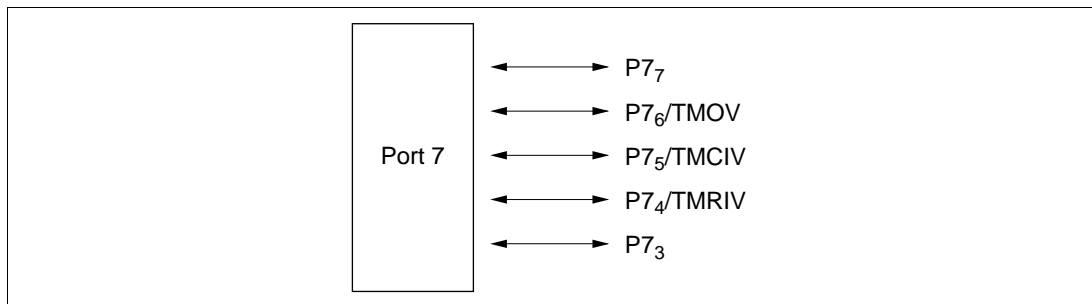 P7₇
P7₆/TMOV
Port 7
P7₅/TMCIV
P7₄/TMRIV
P7₃